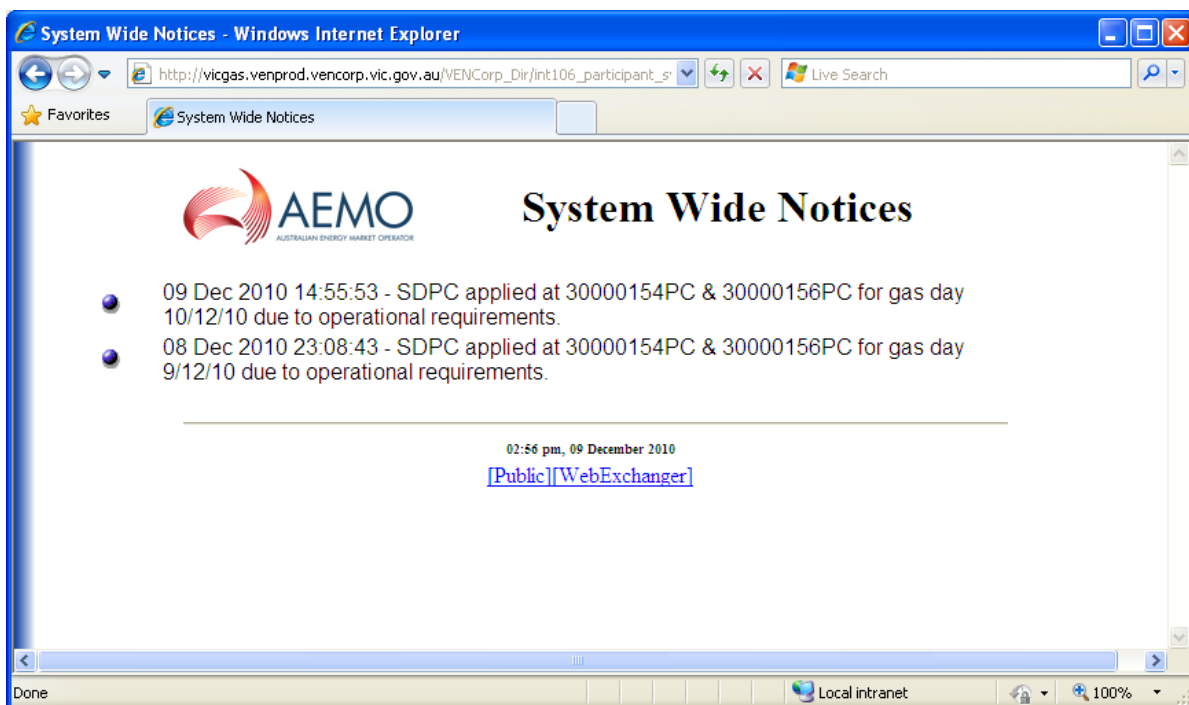 System Wide Notices - Windows Internet Explorer
http://vicgas.venprod.vencorp.vic.gov.au/VENCorp_Dir/int106_participant_s
Live Search
Favorites
System Wide Notices
AEMO
AUSTRALIAN ENERGY MARKET OPERATOR
System Wide Notices
09 Dec 2010 14:55:53 - SDPC applied at 30000154PC & 30000156PC for gas day
10/12/10 due to operational requirements.
08 Dec 2010 23:08:43 - SDPC applied at 30000154PC & 30000156PC for gas day
9/12/10 due to operational requirements.
02:56 pm, 09 December 2010
[Public][WebExchanger]
Done
Local intranet
100%